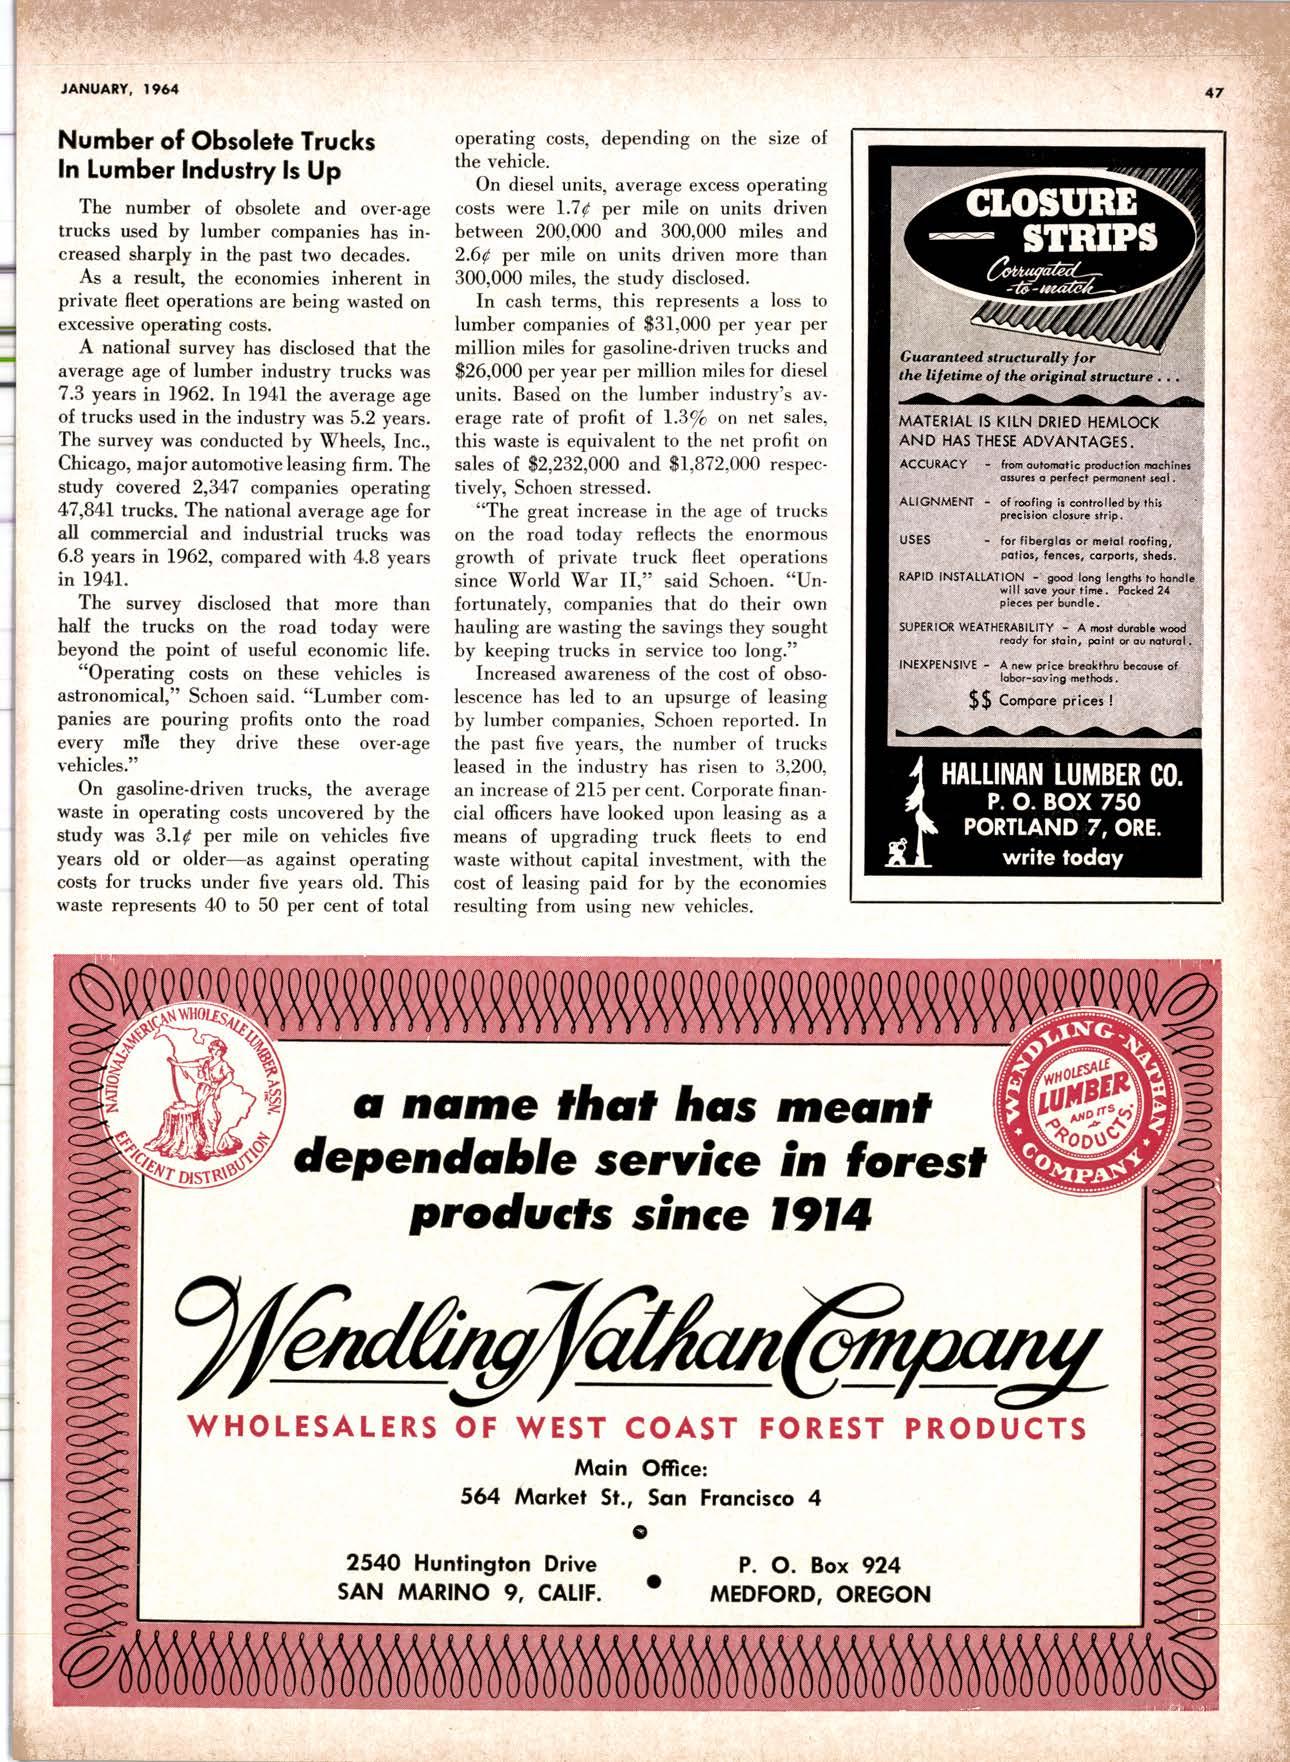 JANUARY, 1964
47
Number of Obsolete Trucks
In Lumber Industry Is Up
The number of obsolete and over-age
trucks used by lumber companies has in-
creased sharply in the past two decades.
As a result, the economies inherent in
private fleet operations are being wasted on
excessive operating costs.
A national survey has disclosed that the
average age of lumber industry trucks was
7.3 years in 1962. In 1941 the average age
of trucks used in the industry was 5.2 years.
The survey was conducted by Wheels, Inc.,
Chicago, major automotive leasing firm. The
study covered 2,347 companies operating
47,841 trucks. The national average age for
all commercial and industrial trucks was
6.8 years in 1962, compared with 4.8 years
in 1941.
The survey disclosed that more than
half the trucks on the road today were
beyond the point of useful economic life.
“Operating costs on these vehicles is
astronomical,” Schoen said. “Lumber com-
panies are pouring profits onto the road
every mile they drive these over-age
vehicles.”
On gasoline-driven trucks, the average
waste in operating costs uncovered by the
study was 3.1¢ per mile on vehicles five
years old or older—as against operating
costs for trucks under five years old. This
waste represents 40 to 50 per cent of total
operating costs, depending on the size of
the vehicle.
On diesel units, average excess operating
costs were 1.7¢ per mile on units driven
between 200,000 and 300,000 miles and
2.6¢ per mile on units driven more than
300,000 miles, the study disclosed.
In cash terms, this represents a loss to
lumber companies of $31,000 per year per
million miles for gasoline-driven trucks and
$26,000 per year per million miles for diesel
units. Based on the lumber industry's av-
erage rate of profit of 1.3% on net sales,
this waste is equivalent to the net profit on
sales of $2,232,000 and $1,872,000 respec-
tively, Schoen stressed.
“The great increase in the age of trucks
on the road today reflects the enormous
growth of private truck fleet operations
since World War II,” said Schoen. “Un-
fortunately, companies that do their own
hauling are wasting the savings they sought
by keeping trucks in service too long.”
Increased awareness of the cost of obso-
lescence has led to an upsurge of leasing
by lumber companies, Schoen reported. In
the past five years, the number of trucks
leased in the industry has risen to 3,200,
an increase of 215 per cent. Corporate finan-
cial officers have looked upon leasing as a
means of upgrading truck fleets to end
waste without capital investment, with the
cost of leasing paid for by the economies
resulting from using new vehicles.
CLOSURE
STRIPS
Corrugated
-to-match
Guaranteed structurally for
the lifetime of the original structure . . .
MATERIAL IS KILN DRIED HEMLOCK
AND HAS THESE ADVANTAGES.
ACCURACY - from automatic production machines
assures a perfect permanent seal.
ALIGNMENT - of roofing is controlled by this
precision closure strip.
USES - for fiberglas or metal roofing,
patios, fences, carports, sheds.
RAPID INSTALLATION - good long lengths to handle
will save your time. Packed 24
pieces per bundle.
SUPERIOR WEATHERABILITY - A most durable wood
ready for stain, paint or au natural.
INEXPENSIVE - A new price breakthru because of
labor-saving methods.
$$ Compare prices !
HALLINAN LUMBER CO.
P. O. BOX 750
PORTLAND 7, ORE.
write today
NATIONAL-AMERICAN WHOLESALE LUMBER ASSN. INC.
EFFICIENT DISTRIBUTION
WENDLING-NATHAN
COMPANY
WHOLESALE
LUMBER
AND ITS
PRODUCTS.
a name that has meant
dependable service in forest
products since 1914
Wendling Nathan Company
WHOLESALERS OF WEST COAST FOREST PRODUCTS
Main Office:
564 Market St., San Francisco 4
2540 Huntington Drive
SAN MARINO 9, CALIF.
P. O. Box 924
MEDFORD, OREGON